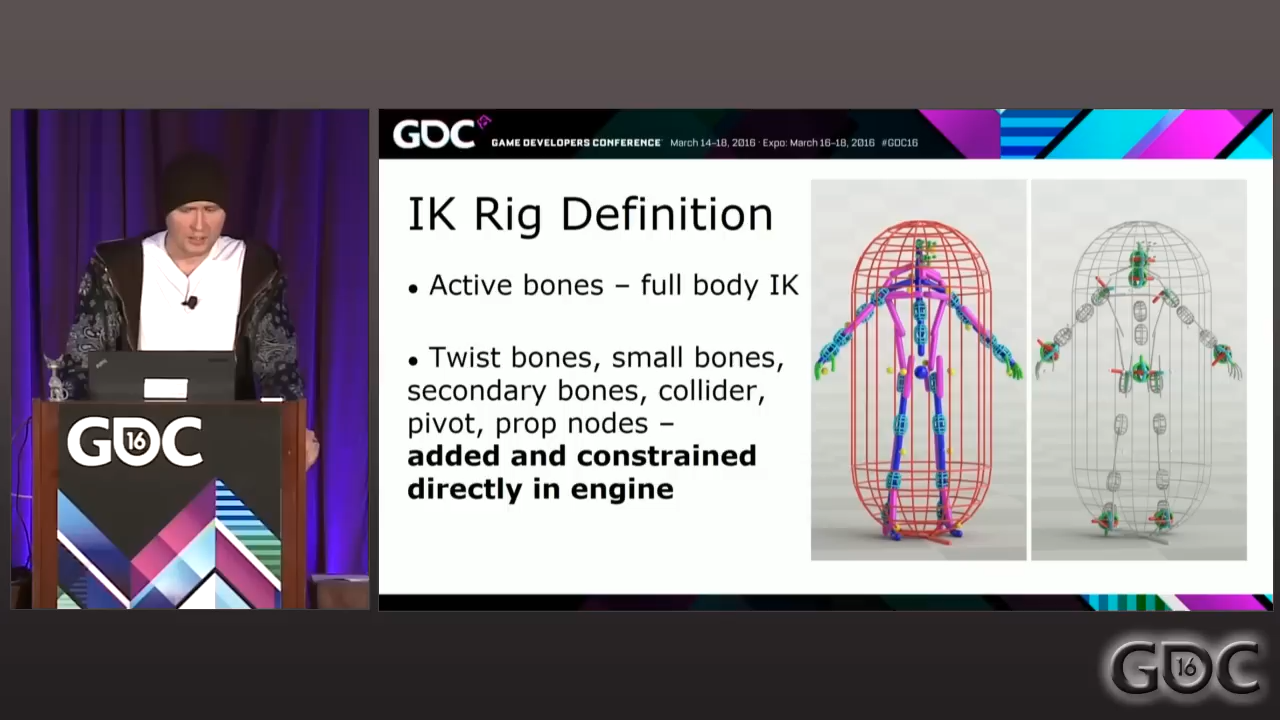 GDC
GAME DEVELOPERS CONFERENCE March 14–18, 2016 · Expo: March 16–18, 2016 #GDC16
IK Rig Definition
• Active bones – full body IK
• Twist bones, small bones,
secondary bones, collider,
pivot, prop nodes –
added and constrained
directly in engine
GDC 16
GDC 16